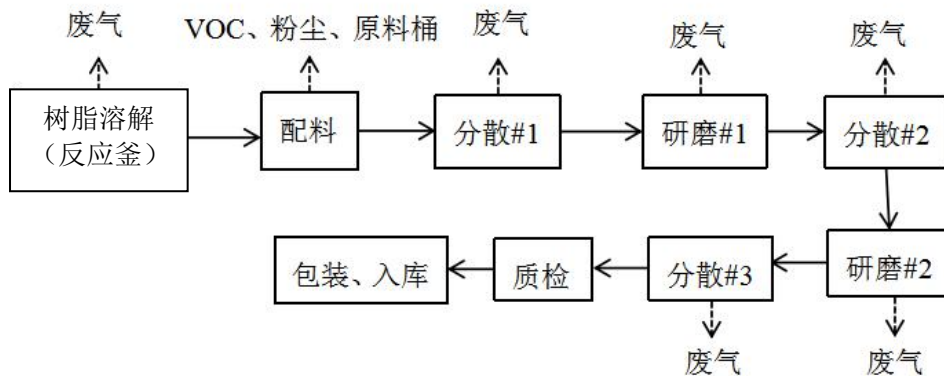 废气
VOC、粉尘、原料桶
废气
废气
废气
树脂溶解
（反应釜）
配料
分散#1
研磨#1
分散#2
包装、入库
质检
分散#3
研磨#2
废气
废气